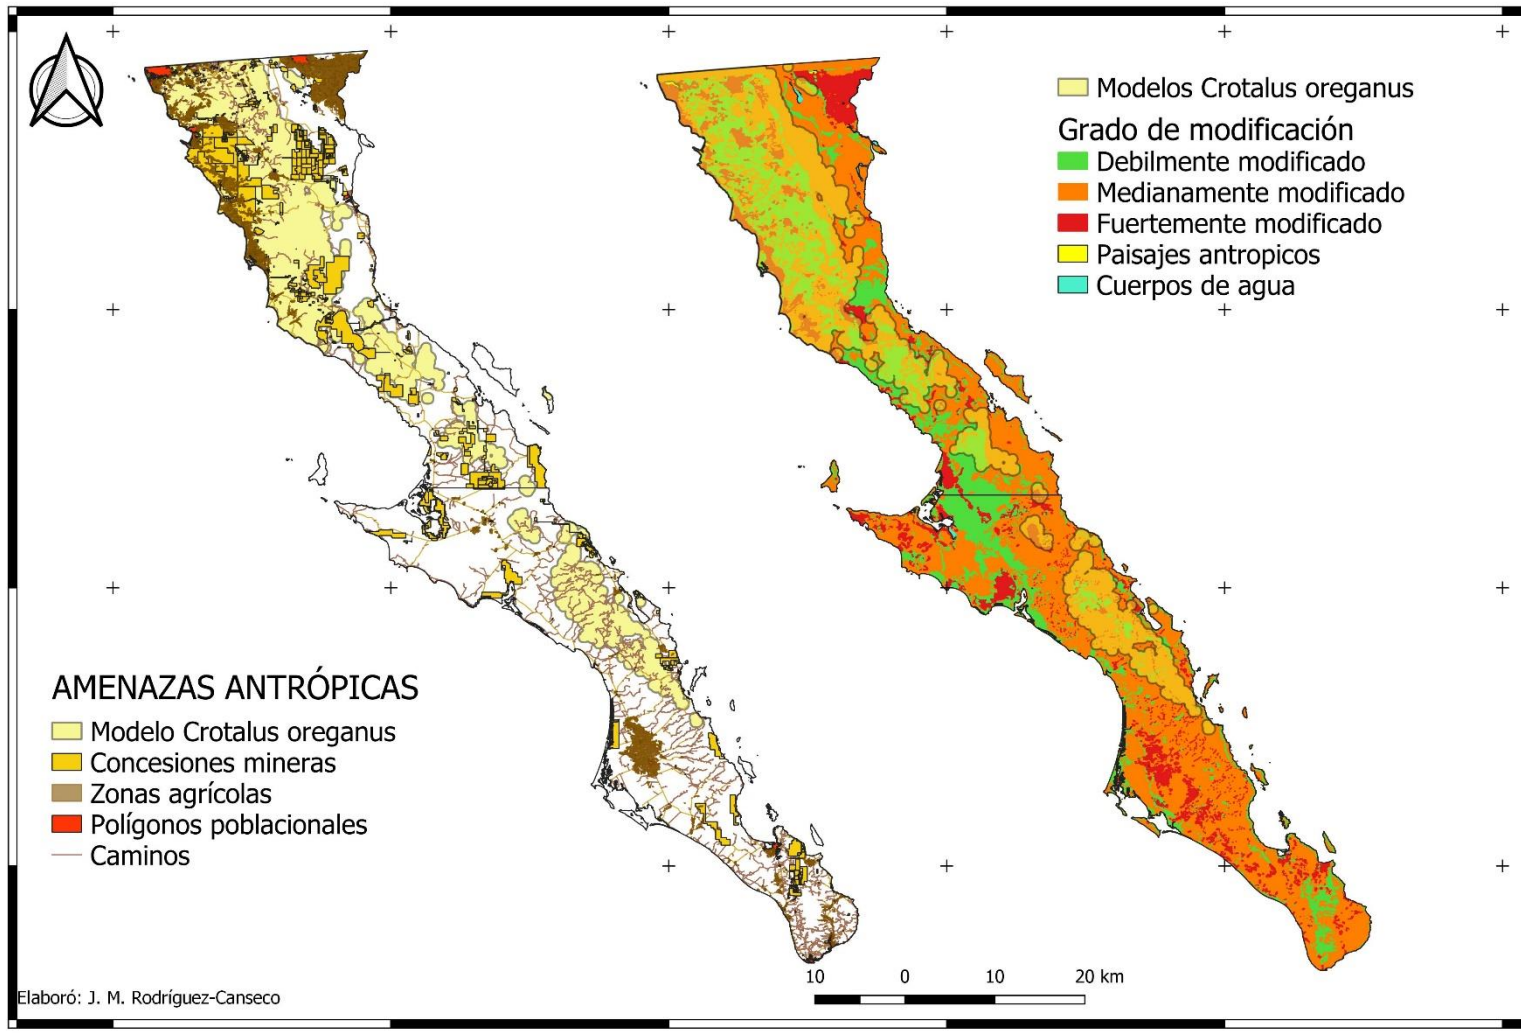 Modelos Crotalus oreganus
Grado de modificación
Debilmente modificado
Medianamente modificado
Fuertemente modificado
Paisajes antropicos
Cuerpos de agua
AMENAZAS ANTRÓPICAS
Modelo Crotalus oreganus
Concesiones mineras
Zonas agrícolas
Polígonos poblacionales
Caminos
10 0 10 20 km
Elaboró: J. M. Rodríguez-Canseco